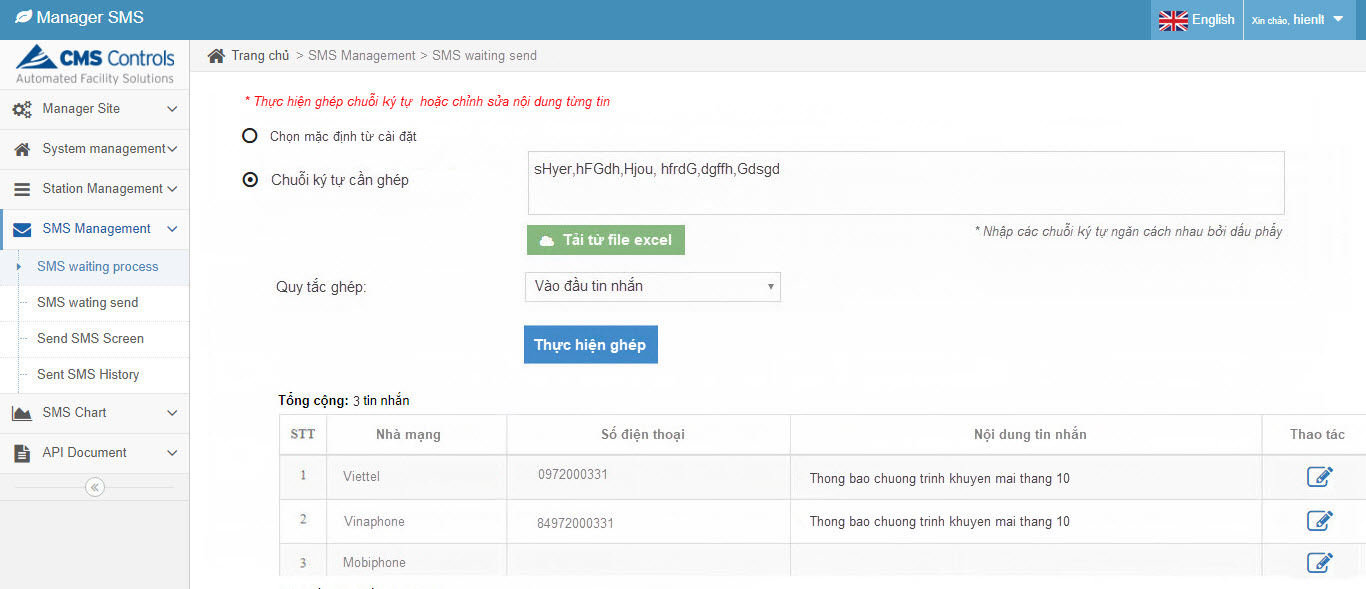 Manager SMS
English
Xin chào, hienlt
CMS Controls
Automated Facility Solutions
Trang chủ > SMS Management > SMS waiting send
Manager Site
System management
Station Management
SMS Management
SMS waiting process
SMS wating send
Send SMS Screen
Sent SMS History
SMS Chart
API Document
* Thực hiện ghép chuỗi ký tự hoặc chỉnh sửa nội dung từng tin
Chọn mặc định từ cài đặt
Chuỗi ký tự cần ghép
sHyer,hFGdh,Hjou, hfrdG,dgffh,Gdsgd
Tải từ file excel
* Nhập các chuỗi ký tự ngăn cách nhau bởi dấu phẩy
Quy tắc ghép:
Vào đầu tin nhắn
Thực hiện ghép
Tổng cộng: 3 tin nhắn
STT Nhà mạng Số điện thoại Nội dung tin nhắn Thao tác
1 Viettel 0972000331 Thong bao chuong trinh khuyen mai thang 10
2 Vinaphone 84972000331 Thong bao chuong trinh khuyen mai thang 10
3 Mobiphone